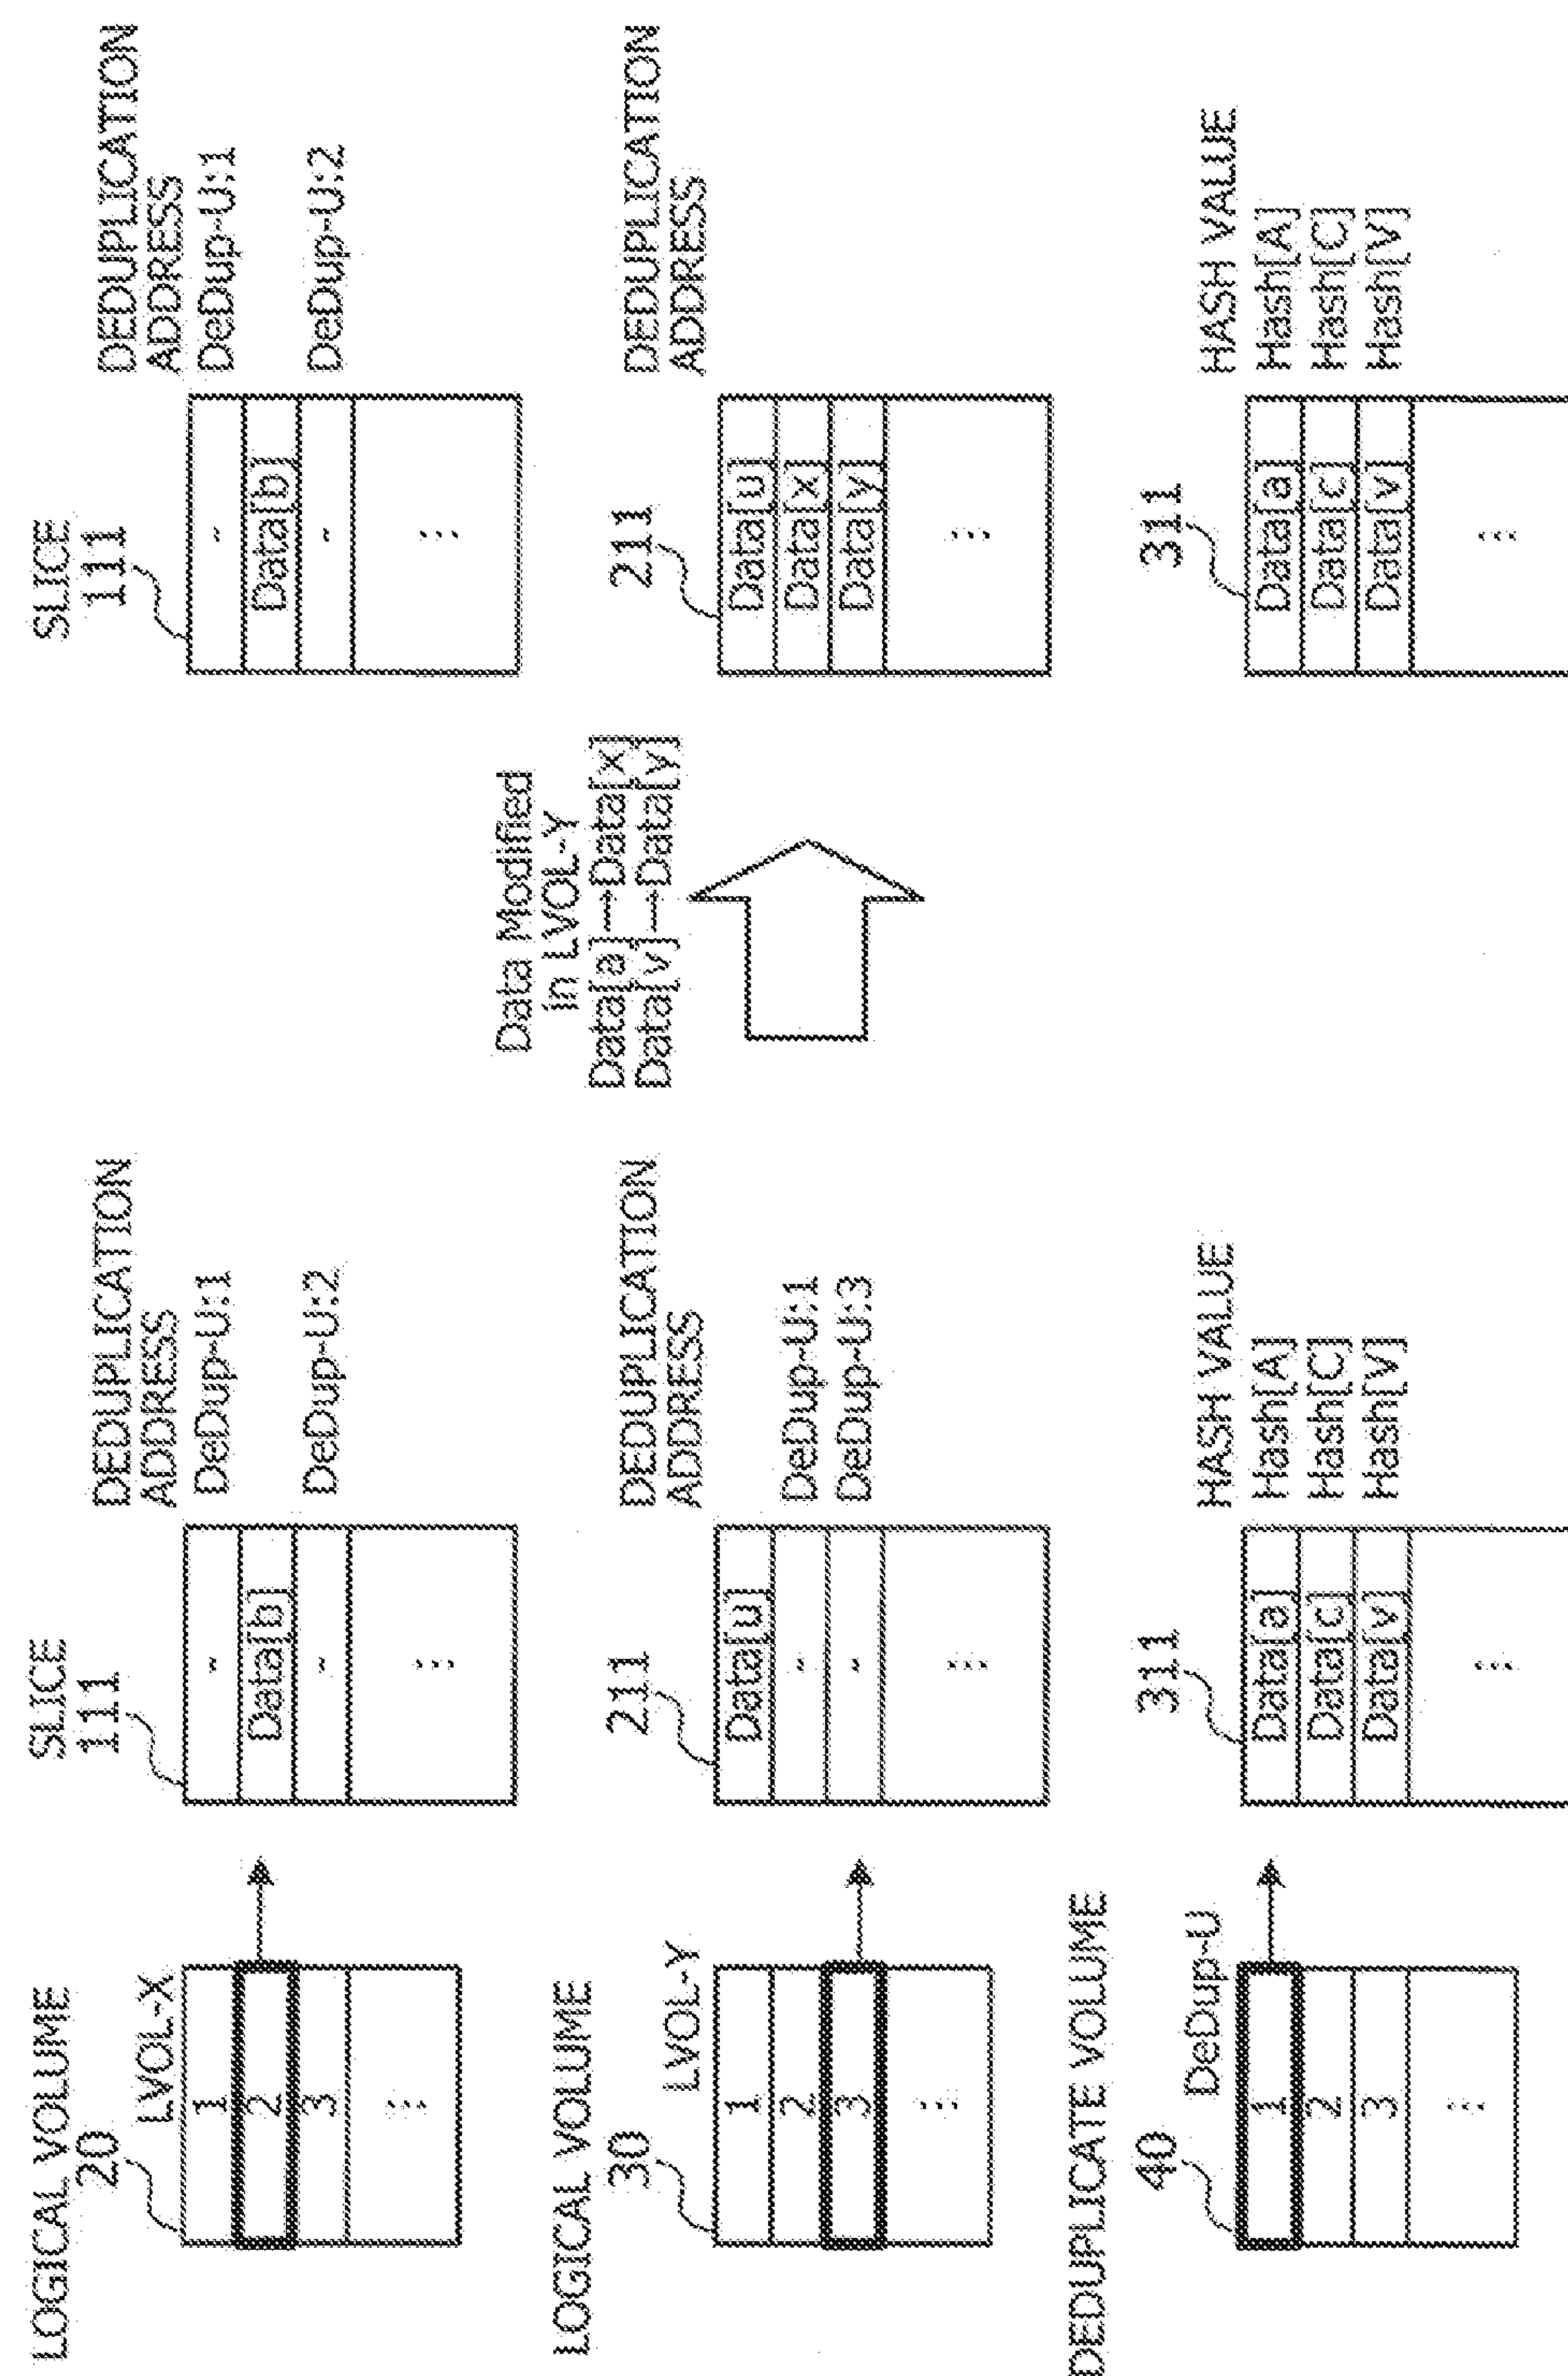 LOGICAL VOLUME
20
LVOL-X
1
2
3
⋮
SLICE
111
-
Data[b]
-
⋮
DEDUPLICATION
ADDRESS
DeDup-U:1
DeDup-U:2
LOGICAL VOLUME
30
LVOL-Y
1
2
3
⋮
211
Data[u]
-
-
⋮
DEDUPLICATION
ADDRESS
DeDup-U:1
DeDup-U:3
DEDUPLICATE VOLUME
40
DeDup-U
1
2
3
⋮
311
Data[a]
Data[c]
Data[v]
⋮
HASH VALUE
Hash[A]
Hash[C]
Hash[V]
Data Modified
in LVOL-Y
Data[a]→Data[x]
Data[v]→Data[y]
SLICE
111
-
Data[b]
-
⋮
DEDUPLICATION
ADDRESS
DeDup-U:1
DeDup-U:2
211
Data[u]
Data[x]
Data[y]
⋮
DEDUPLICATION
ADDRESS
311
Data[a]
Data[c]
Data[v]
⋮
HASH VALUE
Hash[A]
Hash[C]
Hash[V]